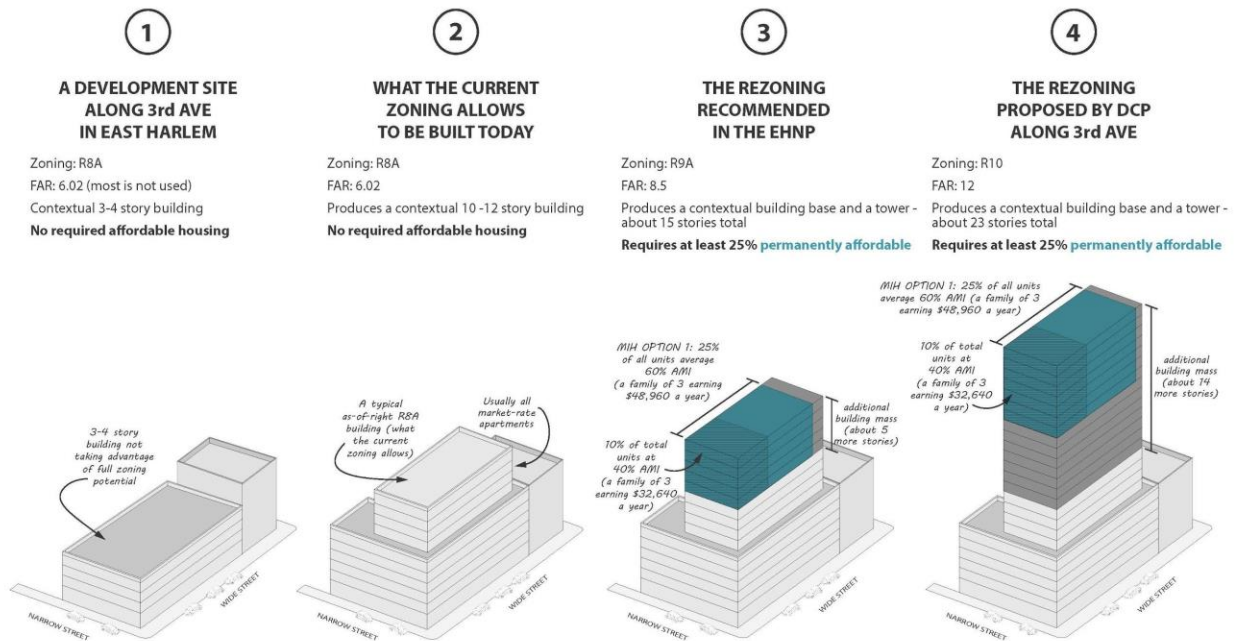 1
A DEVELOPMENT SITE
ALONG 3rd AVE
IN EAST HARLEM
Zoning: R8A
FAR: 6.02 (most is not used)
Contextual 3-4 story building
No required affordable housing
3-4 story
building not
taking advantage
of full zoning
potential
NARROW STREET
WIDE STREET
2
WHAT THE CURRENT
ZONING ALLOWS
TO BE BUILT TODAY
Zoning: R8A
FAR: 6.02
Produces a contextual 10 -12 story building
No required affordable housing
A typical
as-of-right R8A
building (what
the current
zoning allows)
Usually all
market-rate
apartments
NARROW STREET
WIDE STREET
3
THE REZONING
RECOMMENDED
IN THE EHNP
Zoning: R9A
FAR: 8.5
Produces a contextual building base and a tower -
about 15 stories total
Requires at least 25% permanently affordable
MIH OPTION 1: 25%
of all units average
60% AMI
(a family of 3 earning
$48,960 a year)
10% of total
units at
40% AMI
(a family of 3
earning $32,640
a year)
additional
building mass
(about 5
more stories)
NARROW STREET
WIDE STREET
4
THE REZONING
PROPOSED BY DCP
ALONG 3rd AVE
Zoning: R10
FAR: 12
Produces a contextual building base and a tower -
about 23 stories total
Requires at least 25% permanently affordable
MIH OPTION 1: 25% of all units
average 60% AMI (a family of 3
earning $48,960 a year)
10% of total
units at
40% AMI
(a family of 3
earning $32,640
a year)
additional
building mass
(about 14
more stories)
NARROW STREET
WIDE STREET